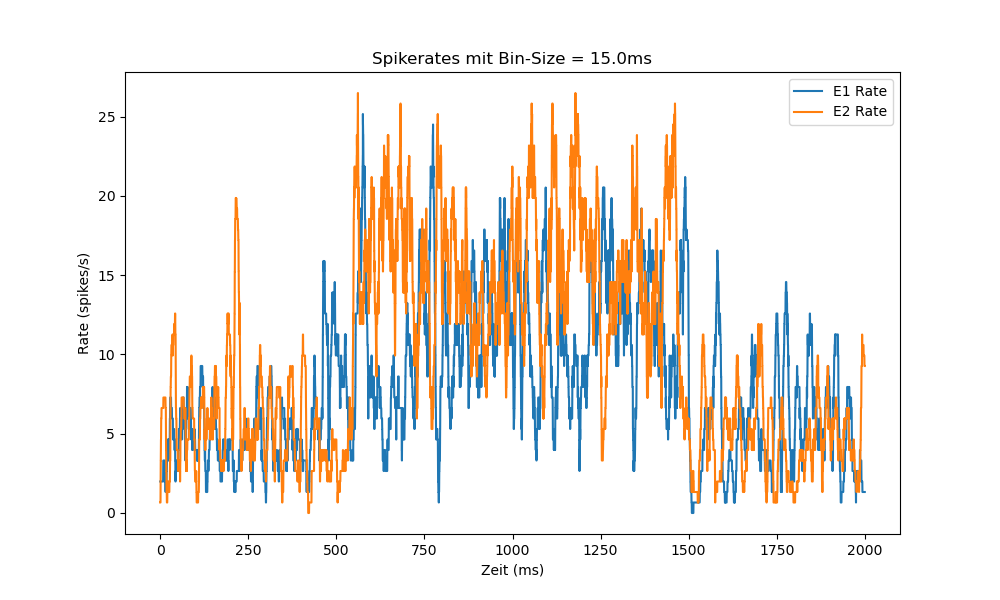 Spikerates mit Bin-Size = 15.0ms
E1 Rate
E2 Rate
Rate (spikes/s)
25
20
15
10
5
0
0 250 500 750 1000 1250 1500 1750 2000
Zeit (ms)